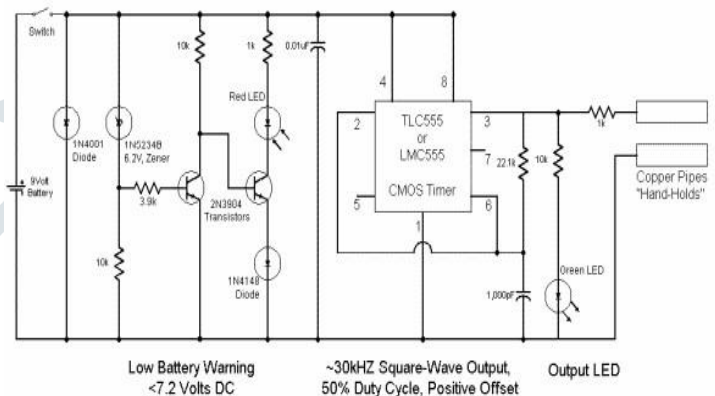 Switch
9Volt
Battery
1N4001
Diode
1N5234B
6.2V, Zener
3.9k
10k
10k
2N3904
Transistors
1k
Red LED
1N4148
Diode
0.01uF
4
8
2
3
TLC555
or
LMC555
7
CMOS Timer
5
6
1
22.1k
10k
1k
1,000pF
Green LED
Copper Pipes
"Hand-Holds"
Low Battery Warning
<7.2 Volts DC
~30kHZ Square-Wave Output,
50% Duty Cycle, Positive Offset
Output LED